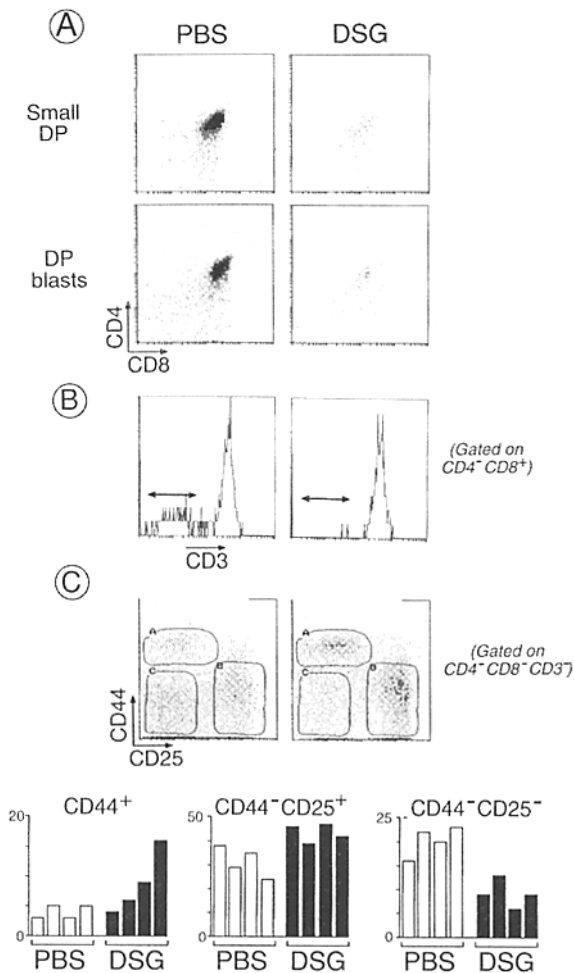 A
PBS DSG
Small
DP
DP
blasts
CD4
CD8
B
(Gated on
CD4⁻CD8⁺)
CD3
C
A
C
B
A
C
B
(Gated on
CD4⁻CD8⁻CD3⁻)
CD44
CD25
CD44⁺ CD44⁻CD25⁺ CD44⁻CD25⁻
20
0
50
0
25
0
PBS DSG PBS DSG PBS DSG